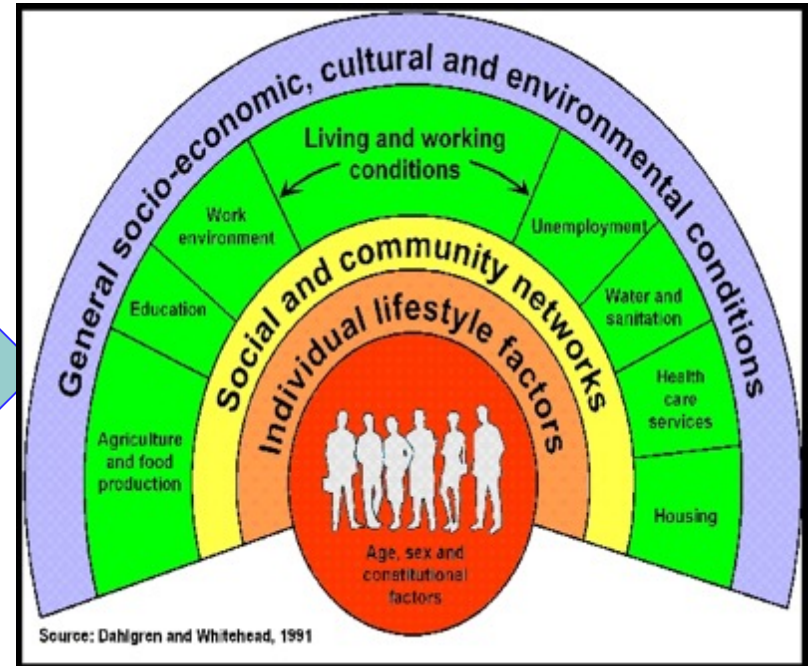 General socio-economic, cultural and environmental conditions
Living and working
conditions
Work
environment
Unemployment
Education
Water and
sanitation
Agriculture
and food
production
Health
care
services
Housing
Social and community networks
Individual lifestyle factors
Age, sex and
constitutional
factors
Source: Dahlgren and Whitehead, 1991